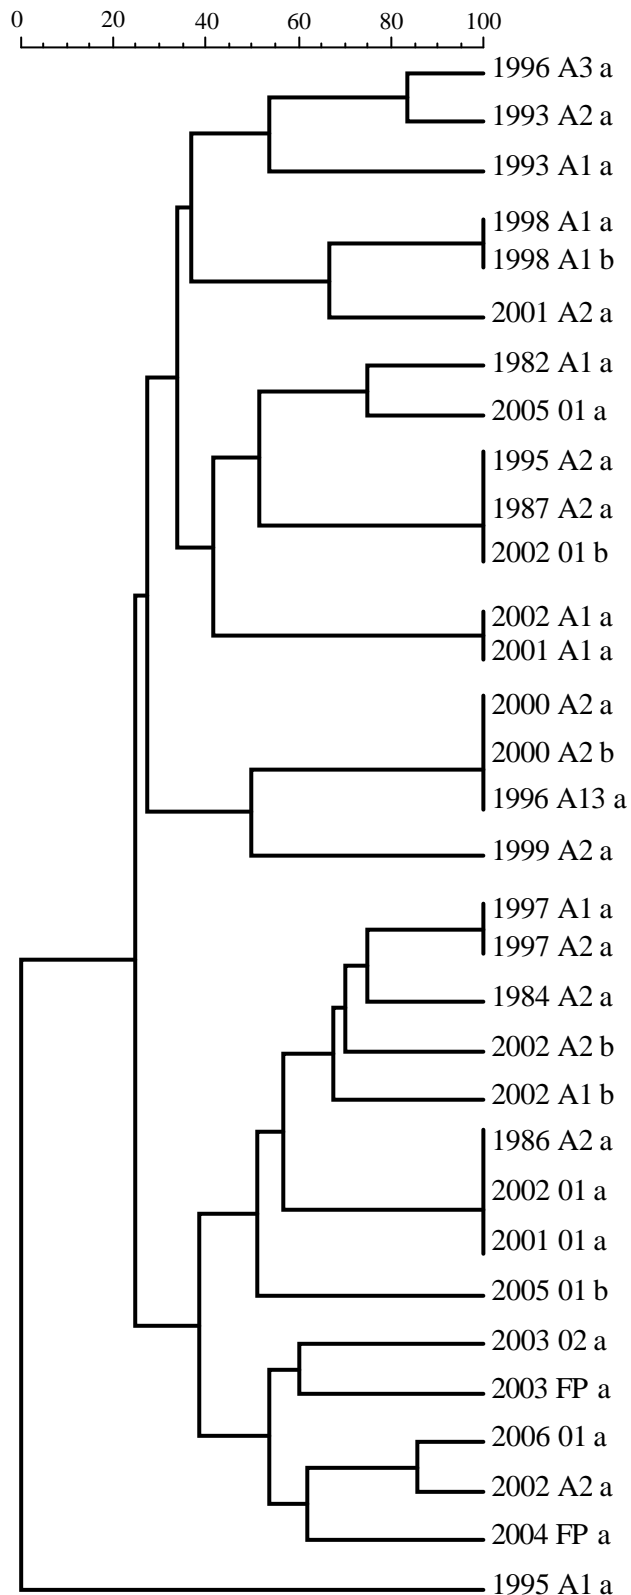 0 20 40 60 80 100
1996 A3 a
1993 A2 a
1993 A1 a
1998 A1 a
1998 A1 b
2001 A2 a
1982 A1 a
2005 01 a
1995 A2 a
1987 A2 a
2002 01 b
2002 A1 a
2001 A1 a
2000 A2 a
2000 A2 b
1996 A13 a
1999 A2 a
1997 A1 a
1997 A2 a
1984 A2 a
2002 A2 b
2002 A1 b
1986 A2 a
2002 01 a
2001 01 a
2005 01 b
2003 02 a
2003 FP a
2006 01 a
2002 A2 a
2004 FP a
1995 A1 a